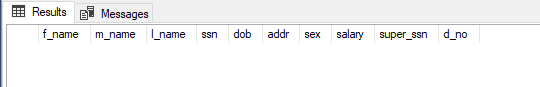 Results Messages
f_name m_name l_name ssn dob addr sex salary super_ssn d_no